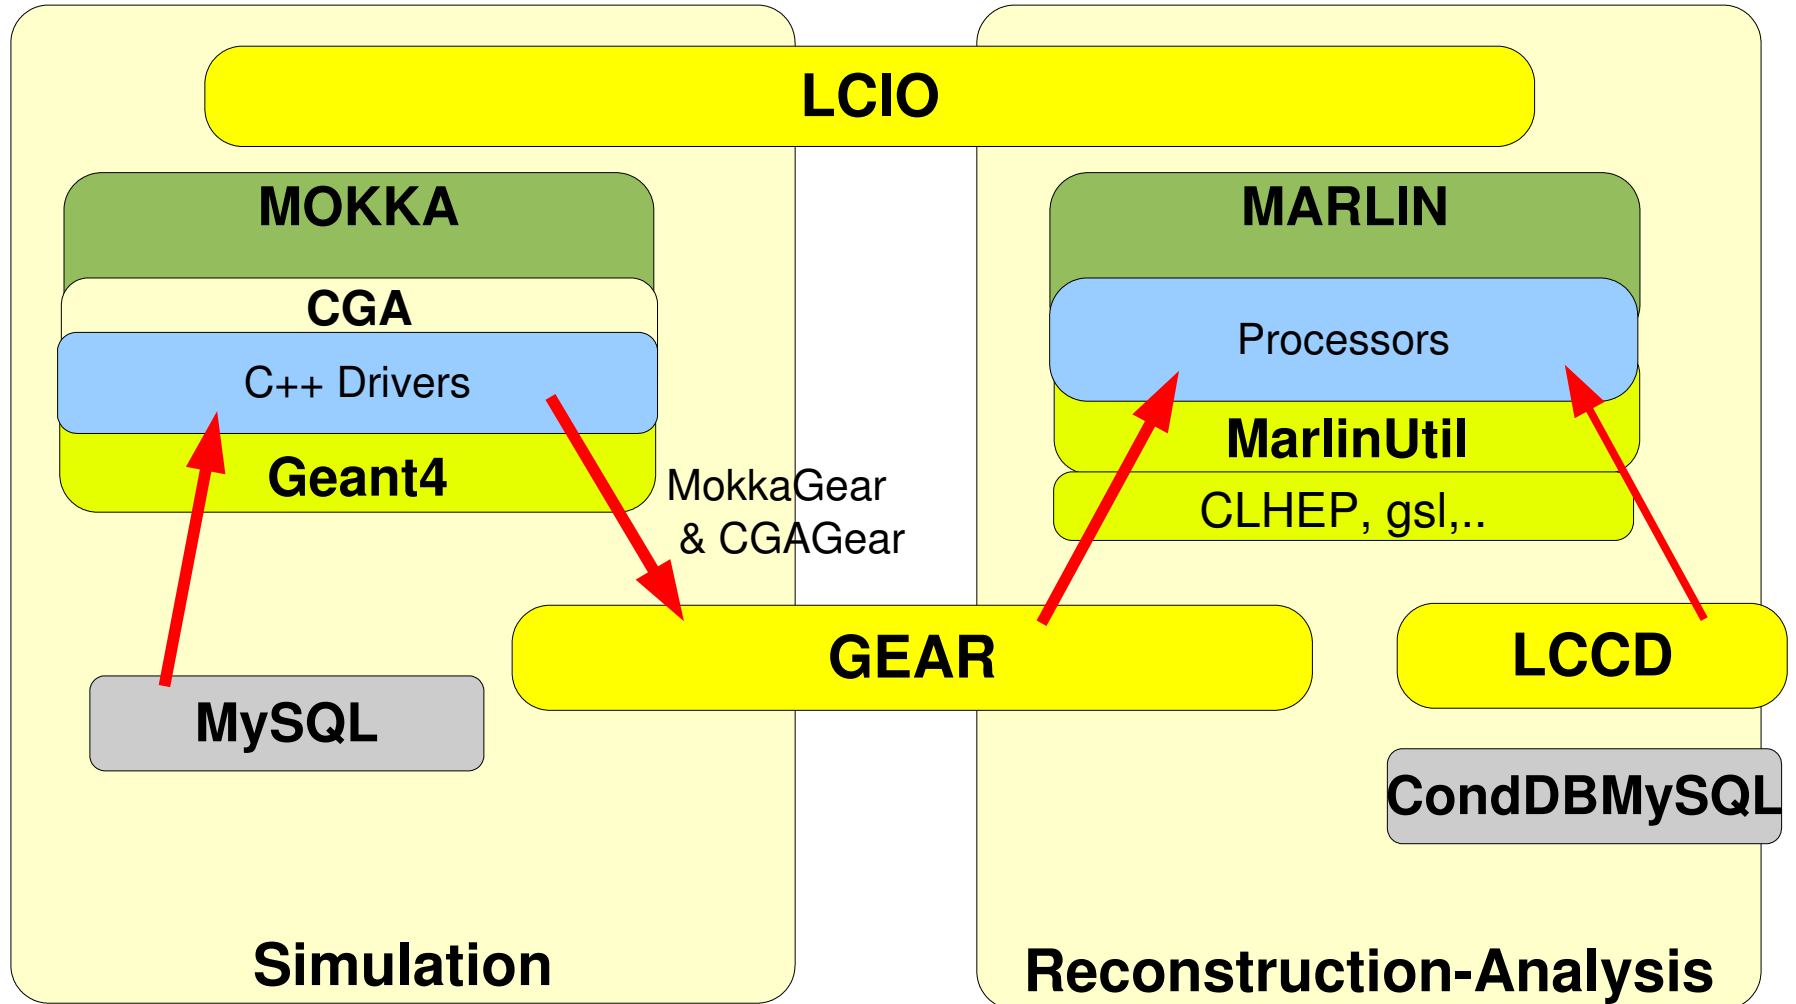 LCIO
MOKKA
CGA
C++ Drivers
Geant4
MokkaGear
& CGAGear
MARLIN
Processors
MarlinUtil
CLHEP, gsl,..
GEAR
LCCD
MySQL
CondDBMySQL
Simulation
Reconstruction-Analysis